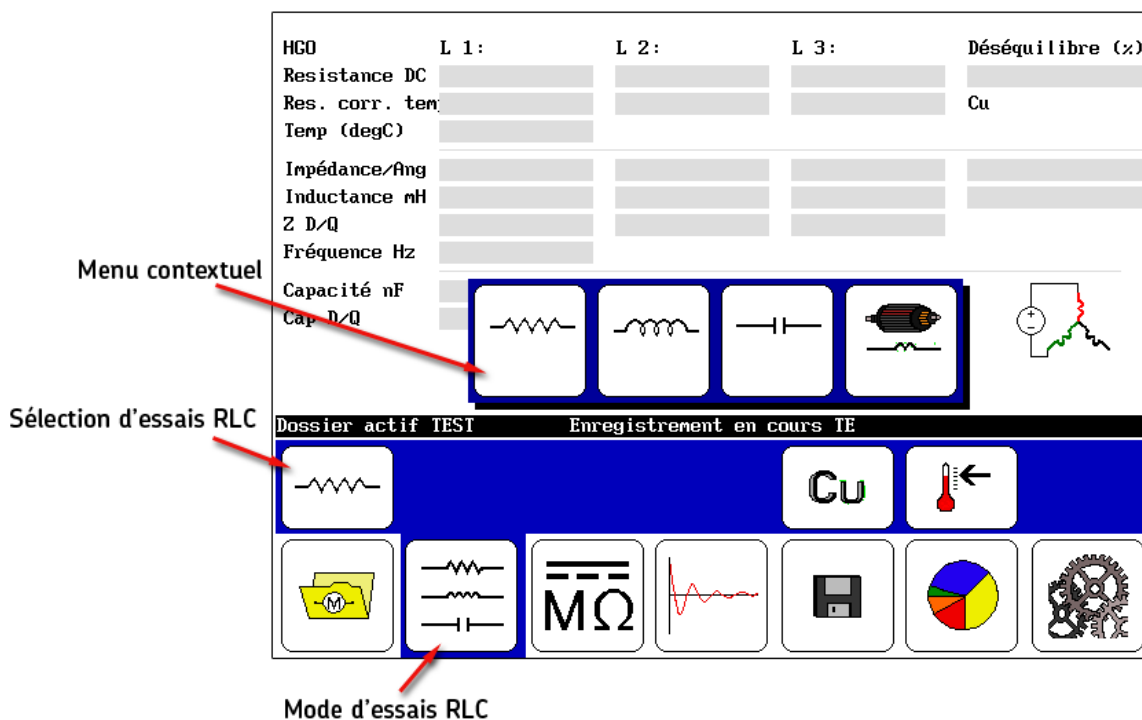 HGO L 1: L 2: L 3: Déséquilibre (%)
Resistance DC
Res. corr. tem Cu
Temp (degC)
Impédance/Ang
Inductance mH
Z D/Q
Fréquence Hz
Menu contextuel
Capacité nF
Cap D/Q
Sélection d'essais RLC
Dossier actif TEST Enregistrement en cours TE
Cu
M
MΩ
Mode d'essais RLC